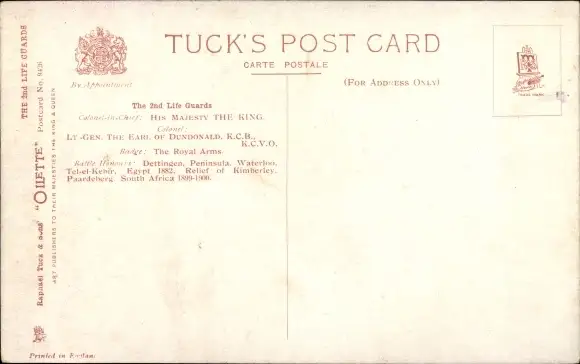 TUCK'S POST CARD
CARTE POSTALE
(FOR ADDRESS ONLY)
By Appointment
The 2nd Life Guards
Colonel-in-Chief: HIS MAJESTY THE KING.
Colonel:
LT-GEN. THE EARL OF DUNDONALD, K.C.B.,
K.C.V.O.
Badge: The Royal Arms
Battle Honours: Dettingen, Peninsula, Waterloo,
Tel-el-Kebir, Egypt 1882, Relief of Kimberley,
Paardeberg, South Africa 1899-1900.
THE 2nd LIFE GUARDS
Raphael Tuck & Sons' "OILETTE" Postcard No.
ART PUBLISHERS TO THEIR MAJESTIES THE KING & QUEEN
Printed in
TRADE MARK